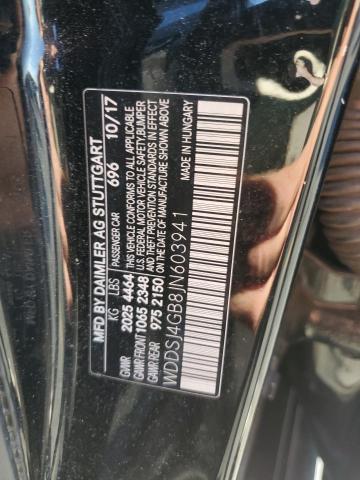 MFD BY DAIMLER AG STUTTGART
KG LBS PASSENGER CAR 696 10/17
GVWR 2025 4464 THIS VEHICLE CONFORMS TO ALL APPLICABLE
GAWR FRONT 1065 2348 U.S. FEDERAL MOTOR VEHICLE SAFETY, BUMPER
GAWR REAR 975 2150 AND THEFT PREVENTION STANDARDS IN EFFECT
ON THE DATE OF MANUFACTURE SHOWN ABOVE
WDDSJ4GB8JN603941
MADE IN HUNGARY